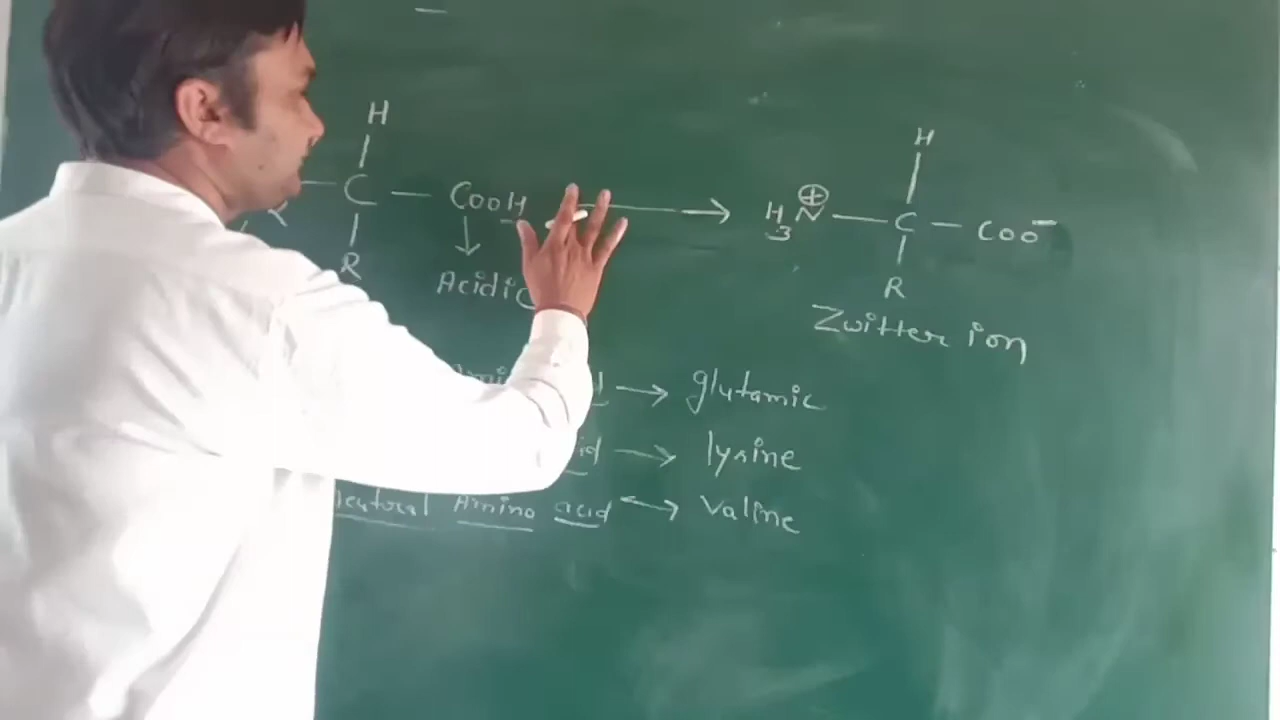 H
C — COOH
R
Acidic
H
H3N⊕ — C — COO⁻
R
Zwitter ion
→ glutamic
→ lysine
Amino acid → Valine